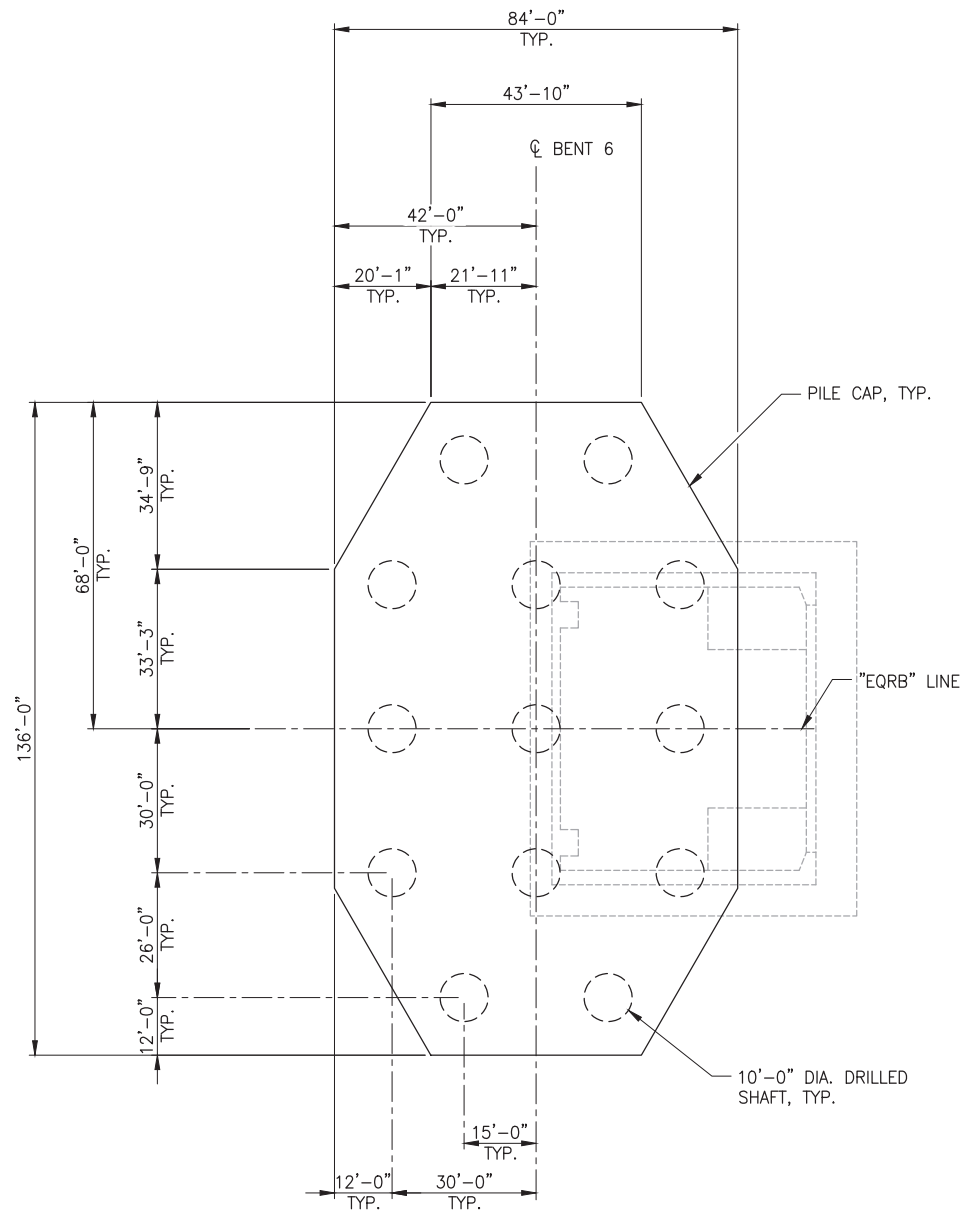 84'-0"
TYP.
43'-10"
℄ BENT 6
42'-0"
TYP.
20'-1"
TYP.
21'-11"
TYP.
PILE CAP, TYP.
34'-9"
TYP.
68'-0"
TYP.
33'-3"
TYP.
"EQRB" LINE
136'-0"
30'-0"
TYP.
26'-0"
TYP.
12'-0"
TYP.
10'-0" DIA. DRILLED
SHAFT, TYP.
15'-0"
TYP.
12'-0"
TYP.
30'-0"
TYP.